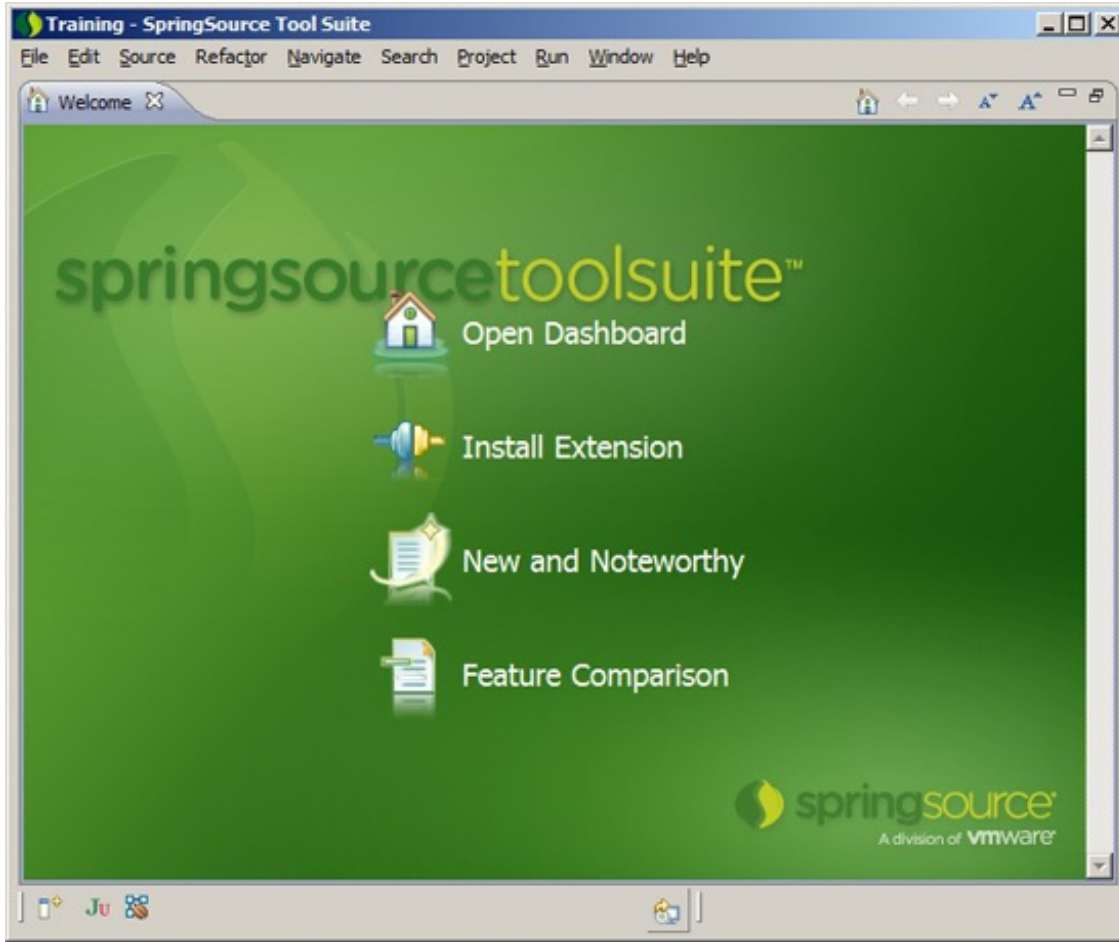 Training - SpringSource Tool Suite
File Edit Source Refactor Navigate Search Project Run Window Help
Welcome
springsourcetoolsuite™
Open Dashboard
Install Extension
New and Noteworthy
Feature Comparison
springsource
A division of vmware
Ju